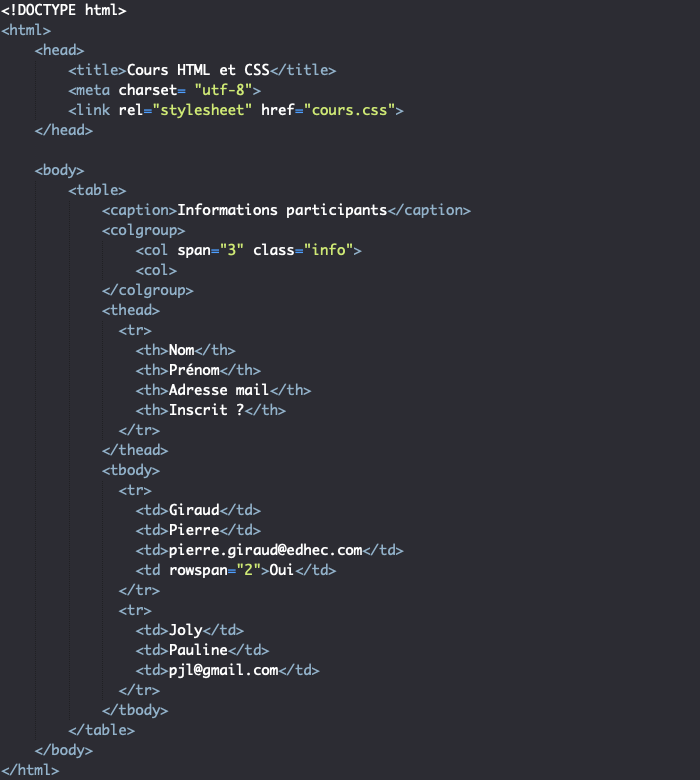 <!DOCTYPE html>
<html>
    <head>
        <title>Cours HTML et CSS</title>
        <meta charset= "utf-8">
        <link rel="stylesheet" href="cours.css">
    </head>

    <body>
        <table>
            <caption>Informations participants</caption>
            <colgroup>
                <col span="3" class="info">
                <col>
            </colgroup>
            <thead>
              <tr>
                <th>Nom</th>
                <th>Prénom</th>
                <th>Adresse mail</th>
                <th>Inscrit ?</th>
              </tr>
            </thead>
            <tbody>
              <tr>
                <td>Giraud</td>
                <td>Pierre</td>
                <td>pierre.giraud@edhec.com</td>
                <td rowspan="2">Oui</td>
              </tr>
              <tr>
                <td>Joly</td>
                <td>Pauline</td>
                <td>pjl@gmail.com</td>
              </tr>
            </tbody>
        </table>
    </body>
</html>